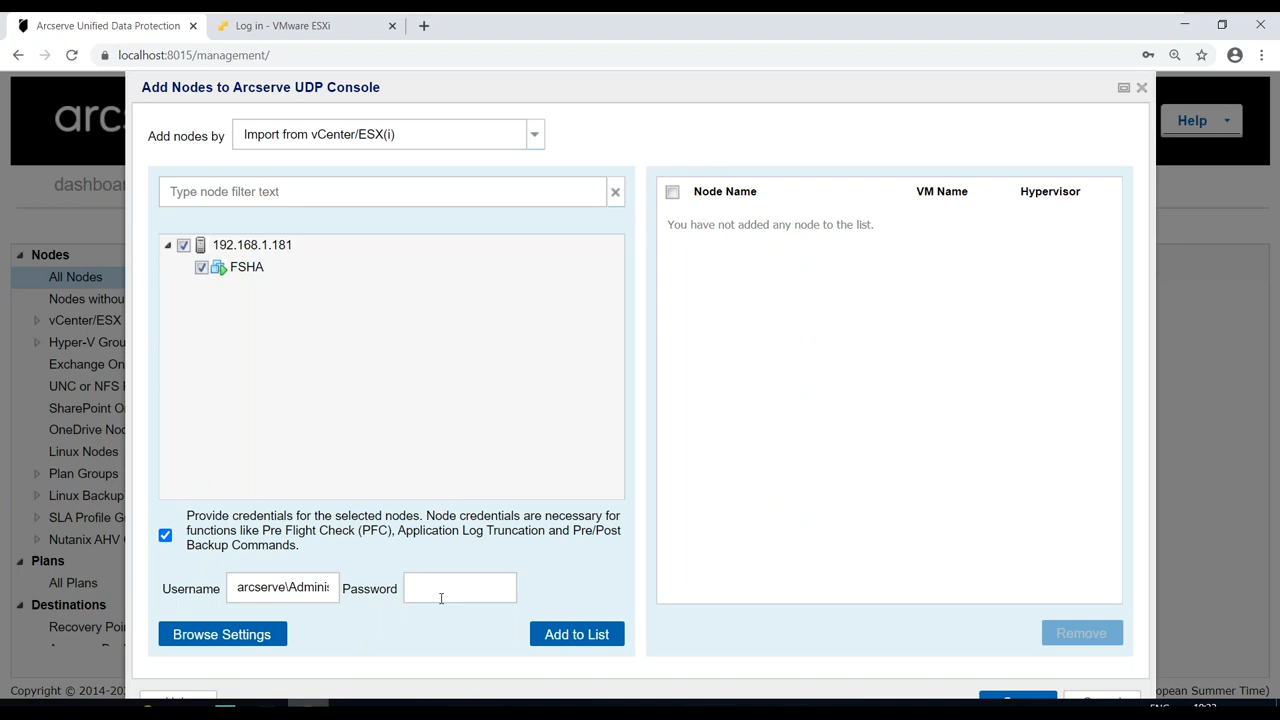 Arcserve Unified Data Protection
Log in - VMware ESXi
localhost:8015/management/
Add Nodes to Arcserve UDP Console
arc
Help
dashboar
Add nodes by
Import from vCenter/ESX(i)
Type node filter text
192.168.1.181
FSHA
Provide credentials for the selected nodes. Node credentials are necessary for
functions like Pre Flight Check (PFC), Application Log Truncation and Pre/Post
Backup Commands.
Username
arcserve\Adminis
Password
Browse Settings
Add to List
Node Name
VM Name
Hypervisor
You have not added any node to the list.
Remove
Nodes
All Nodes
Nodes withou
vCenter/ESX
Hyper-V Grou
Exchange On
UNC or NFS
SharePoint O
OneDrive Nod
Linux Nodes
Plan Groups
Linux Backup
SLA Profile G
Nutanix AHV
Plans
All Plans
Destinations
Recovery Poi
Copyright © 2014-20
opean Summer Time)